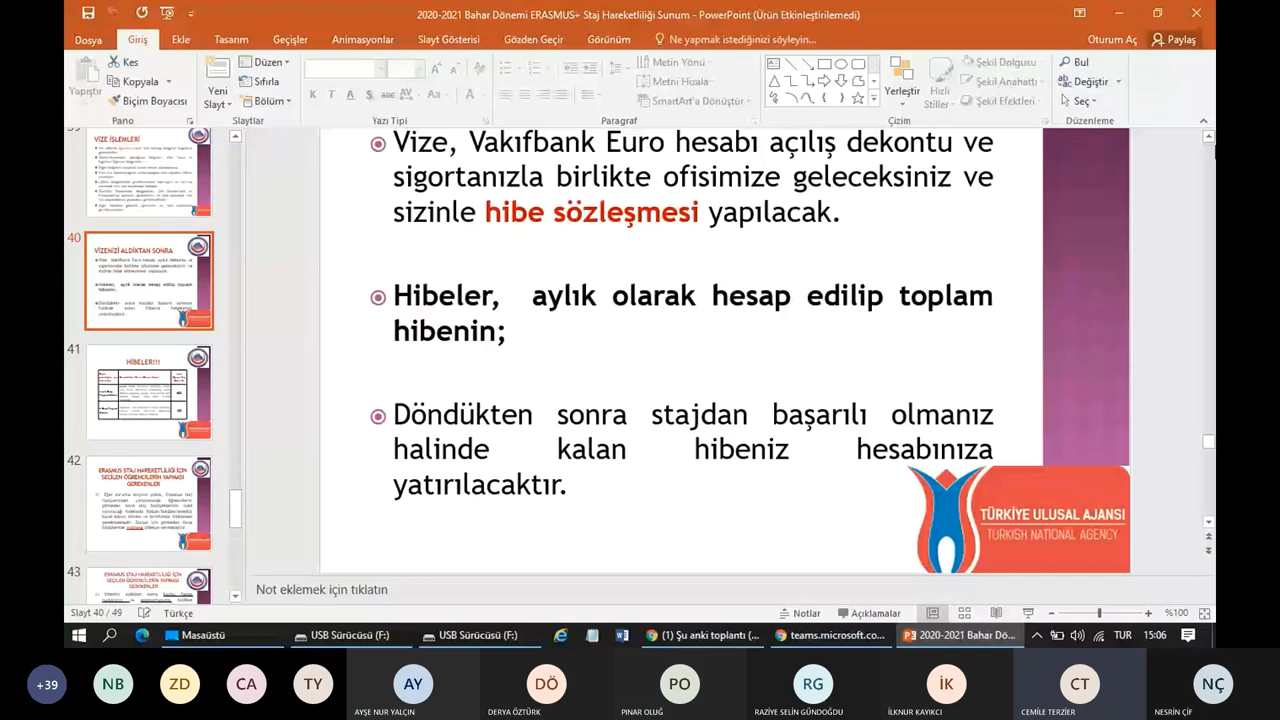 2020-2021 Bahar Dönemi ERASMUS+ Staj Hareketliliği Sunum - PowerPoint (Ürün Etkinleştirilemedi)
Dosya Giriş Ekle Tasarım Geçişler Animasyonlar Slayt Gösterisi Gözden Geçir Görünüm Ne yapmak istediğinizi söyleyin... Oturum Aç Paylaş
Yapıştır
Kes
Kopyala
Biçim Boyacısı
Pano
Yeni
Slayt
Düzen
Sıfırla
Bölüm
Slaytlar
K T A S abc AV Aa A
Yazı Tipi
Metin Yönü
Metni Hizala
SmartArt'a Dönüştür
Paragraf
Yerleştir
Hızlı
Stiller
Şekil Dolgusu
Şekil Anahattı
Şekil Efektleri
Çizim
Bul
Değiştir
Seç
Düzenleme
VİZE İŞLEMLERİ
40
VİZENİZİ ALDIKTAN SONRA
41
HİBELER!!!
42
ERASMUS STAJ HAREKETLİLİĞİ İÇİN
SEÇİLEN ÖĞRENCİLERİN YAPMASI
GEREKENLER
43
ERASMUS STAJ HAREKETLİLİĞİ İÇİN
SEÇİLEN ÖĞRENCİLERİN YAPMASI
GEREKENLER
Vize, Vakıfbank Euro hesabı açılış dekontu ve
sigortanızla birlikte ofisimize geleceksiniz ve
sizinle hibe sözleşmesi yapılacak.
Hibeler, aylık olarak hesap edilip toplam
hibenin;
Döndükten sonra stajdan başarılı olmanız
halinde kalan hibeniz hesabınıza
yatırılacaktır.
TÜRKİYE ULUSAL AJANSI
TURKISH NATIONAL AGENCY
Not eklemek için tıklatın
Slayt 40 / 49 Türkçe Notlar Açıklamalar %100
Masaüstü USB Sürücüsü (F:) USB Sürücüsü (F:) (1) Şu anki toplantı (... teams.microsoft.co... 2020-2021 Bahar Dö... TUR 15:06
+39 NB ZD CA TY AY DÖ PO RG İK CT NÇ
AYŞE NUR YALÇIN DERYA ÖZTÜRK PINAR OLUĞ RAZİYE SELİN GÜNDOĞDU İLKNUR KAYIKCI CEMİLE TERZİER NESRİN ÇİF